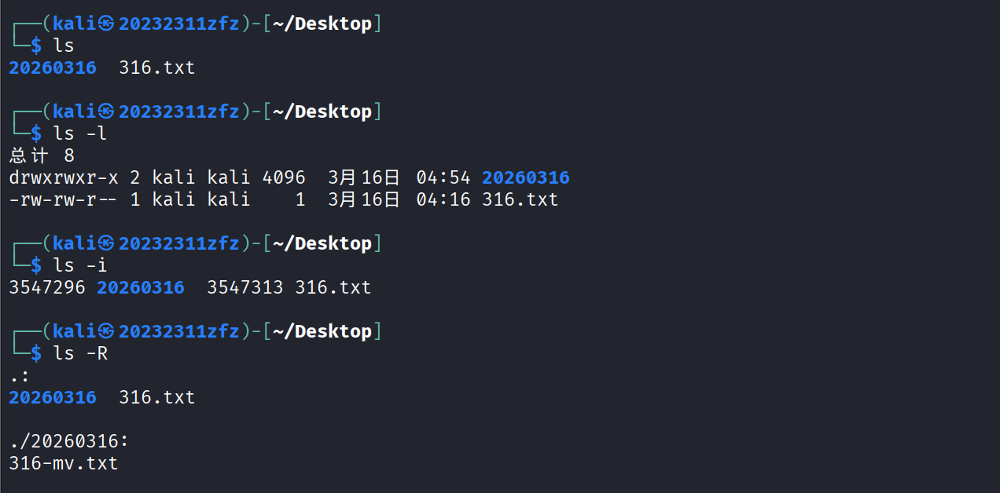 ┌──(kali㉿20232311zfz)-[~/Desktop]
└─$ ls
20260316  316.txt
┌──(kali㉿20232311zfz)-[~/Desktop]
└─$ ls -l
总计 8
drwxrwxr-x 2 kali kali 4096  3月16日 04:54 20260316
-rw-rw-r-- 1 kali kali    1  3月16日 04:16 316.txt
┌──(kali㉿20232311zfz)-[~/Desktop]
└─$ ls -i
3547296 20260316  3547313 316.txt
┌──(kali㉿20232311zfz)-[~/Desktop]
└─$ ls -R
.:
20260316  316.txt
./20260316:
316-mv.txt